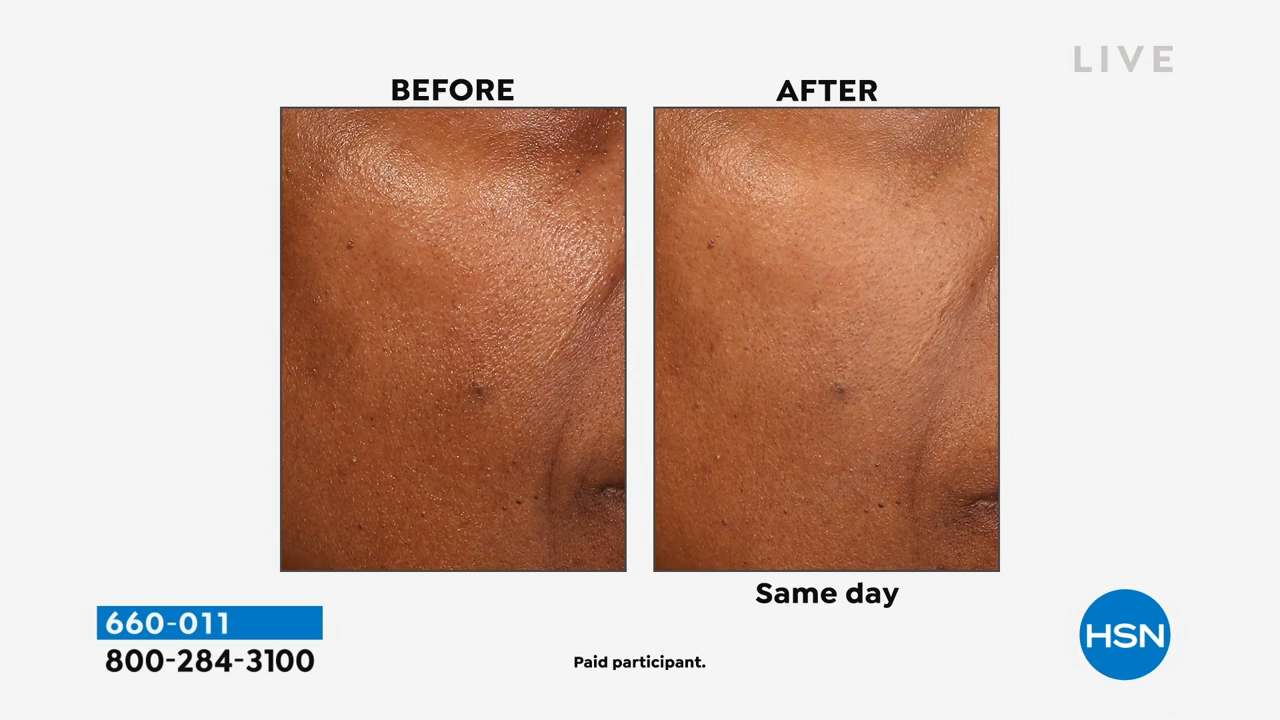 LIVE
BEFORE
AFTER
Same day
660-011
800-284-3100
Paid participant.
HSN